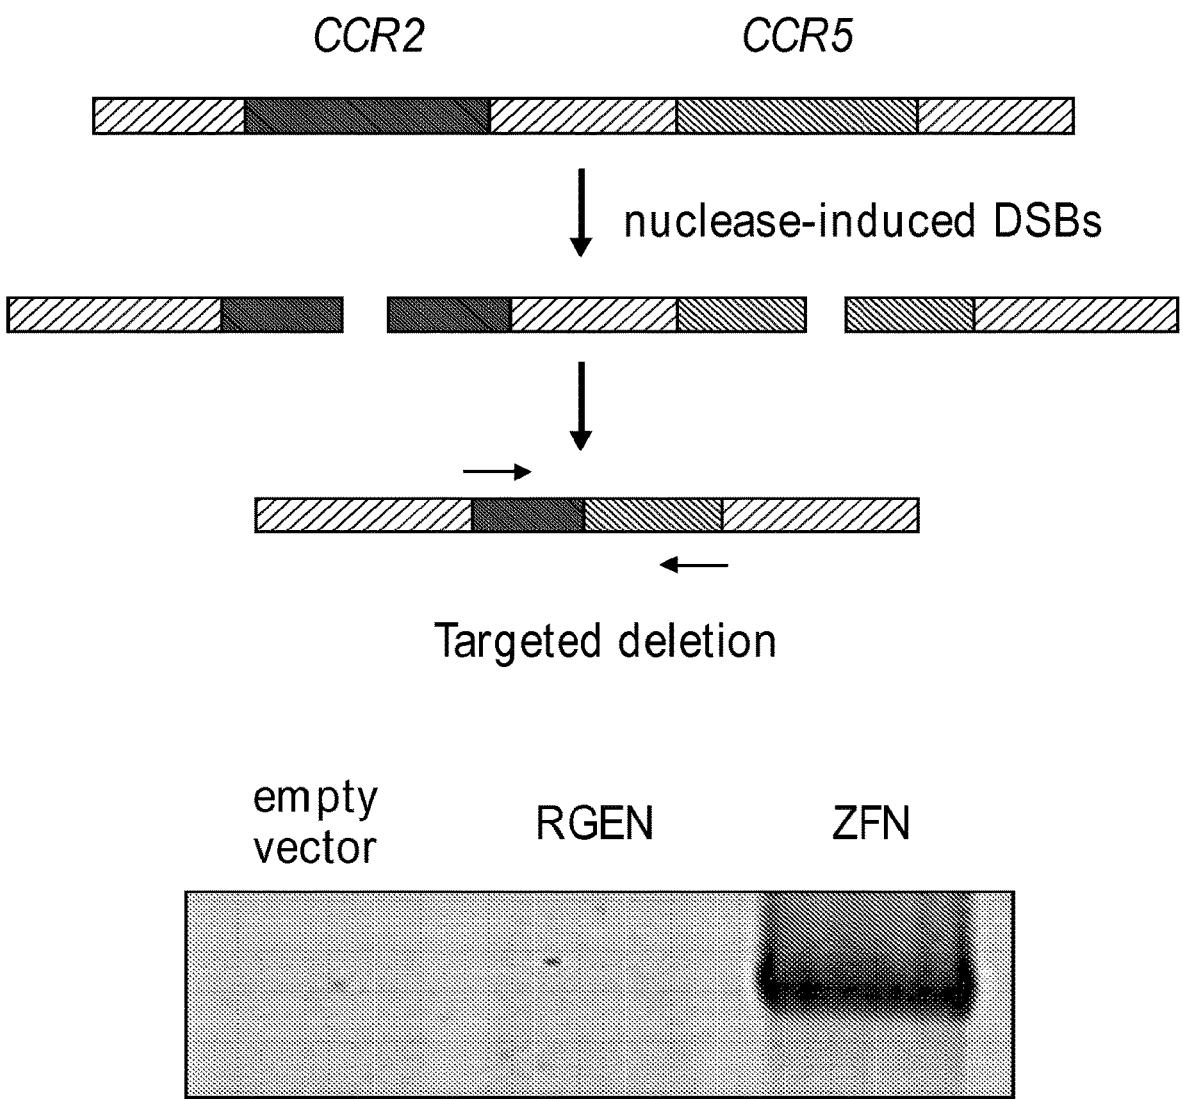 CCR2 CCR5
nuclease-induced DSBs
Targeted deletion
empty
vector
RGEN
ZFN